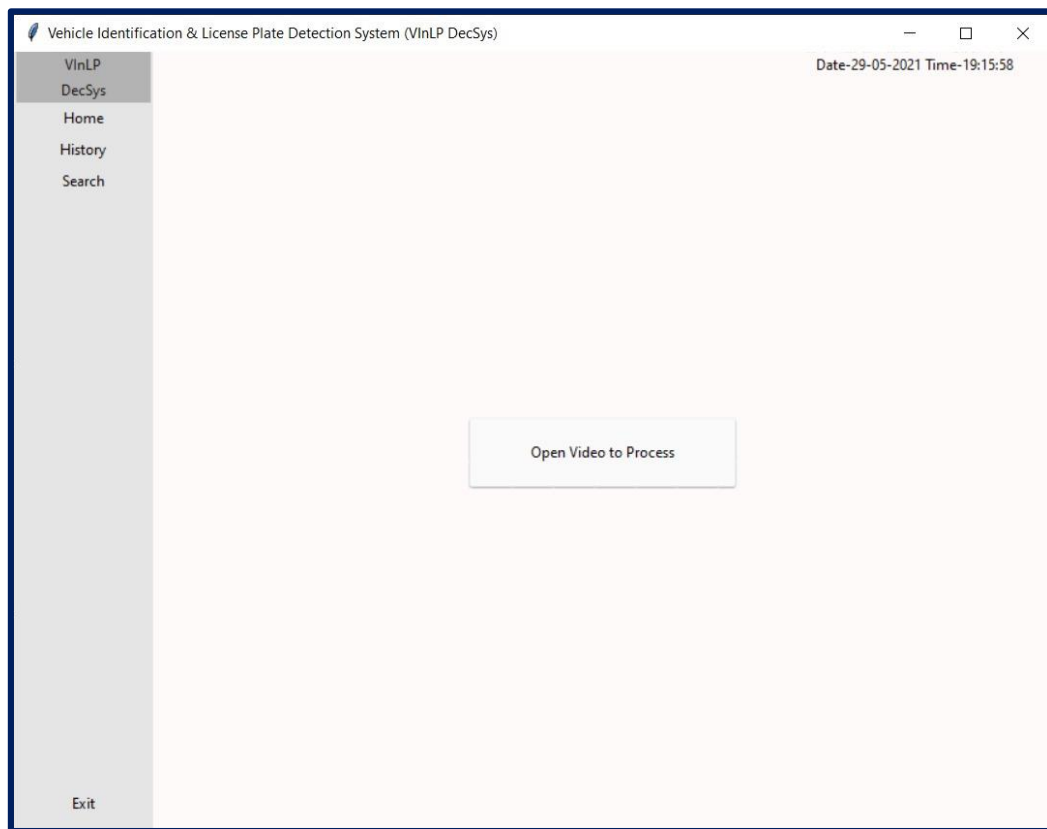 Vehicle Identification & License Plate Detection System (VInLP DecSys)
VInLP
DecSys
Home
History
Search
Date-29-05-2021 Time-19:15:58
Open Video to Process
Exit